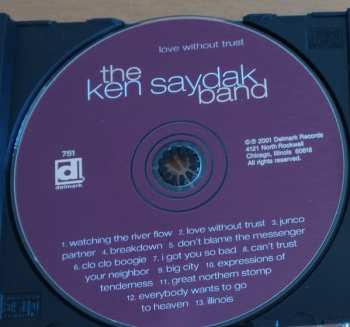 love without trust
the
ken saydak
band
751
delmark
©℗ 2001 Delmark Records
4121 North Rockwell
Chicago, Illinois 60618
All rights reserved.
1. watching the river flow 2. love without trust 3. junco
partner 4. breakdown 5. don't blame the messenger
6. clo clo boogie 7. i got you so bad 8. can't trust
your neighbor 9. big city 10. expressions of
tenderness 11. great northern stomp
12. everybody wants to go
to heaven 13. illinois